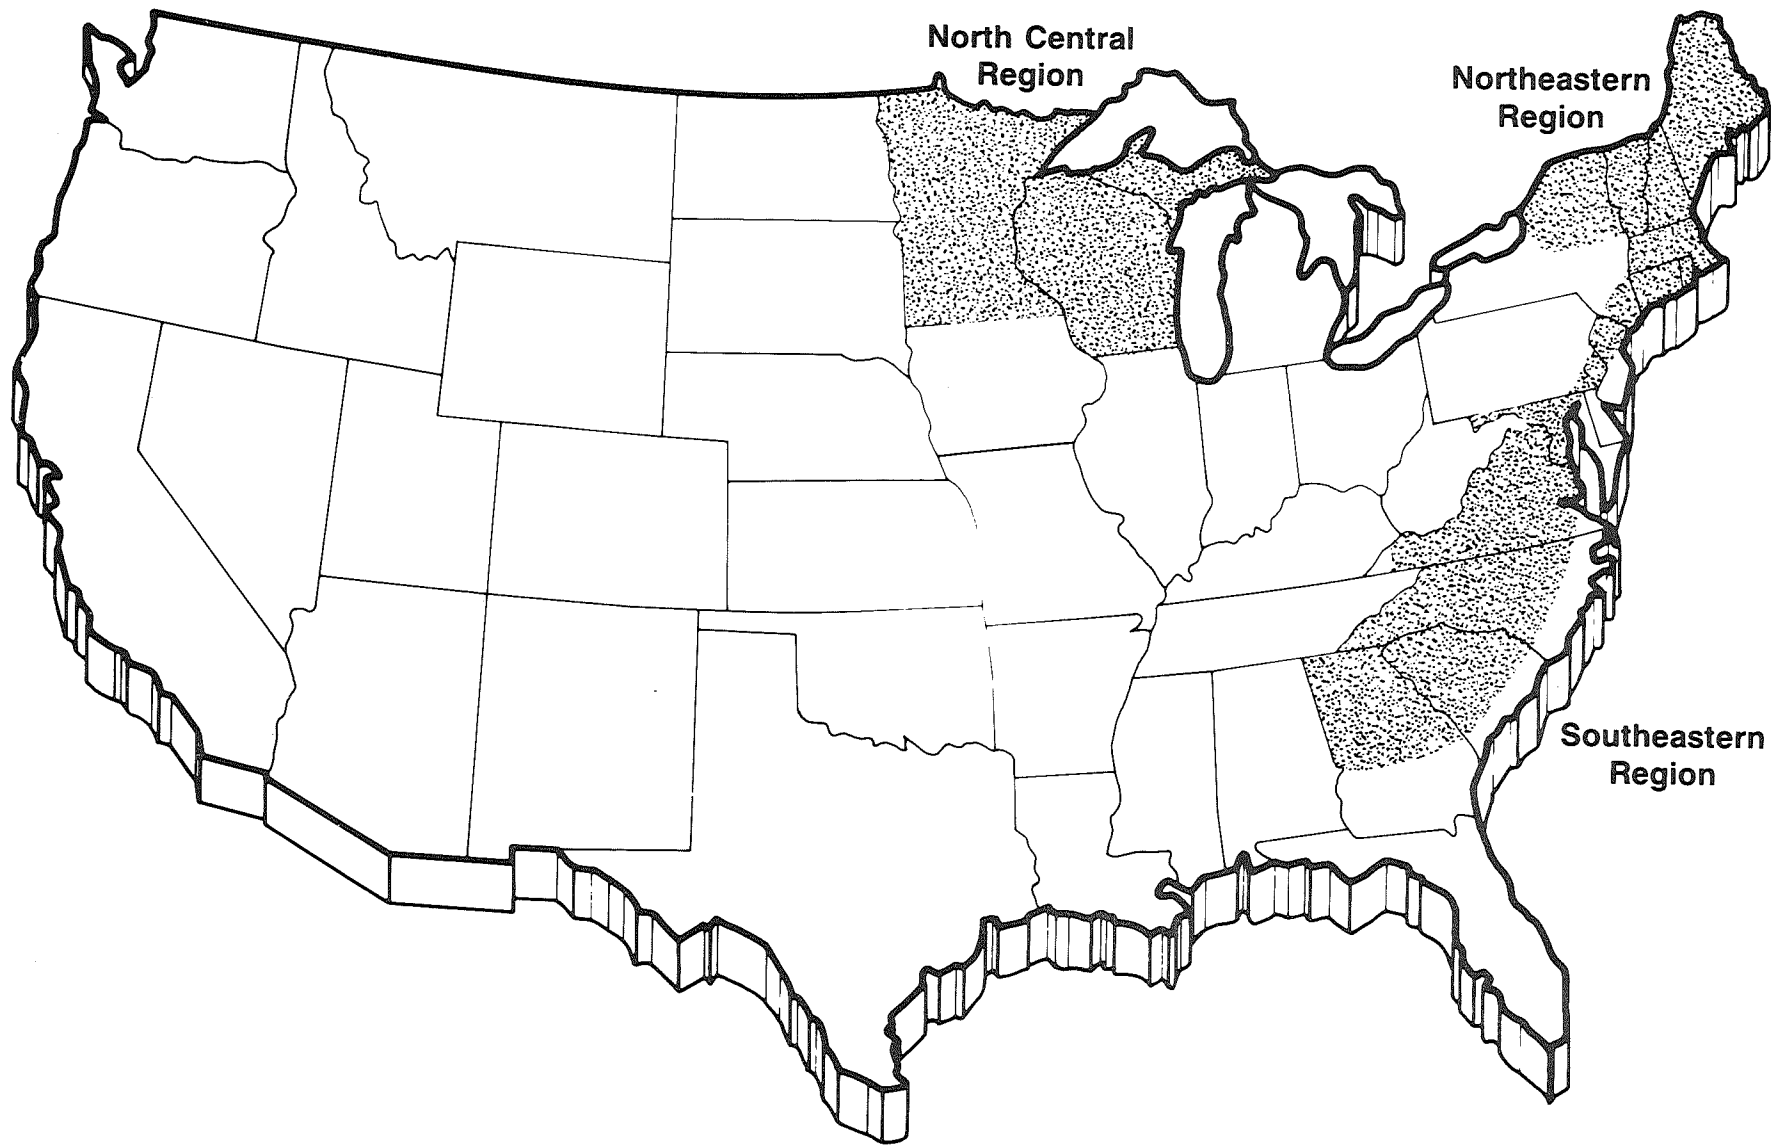 North Central
Region
Northeastern
Region
Southeastern
Region